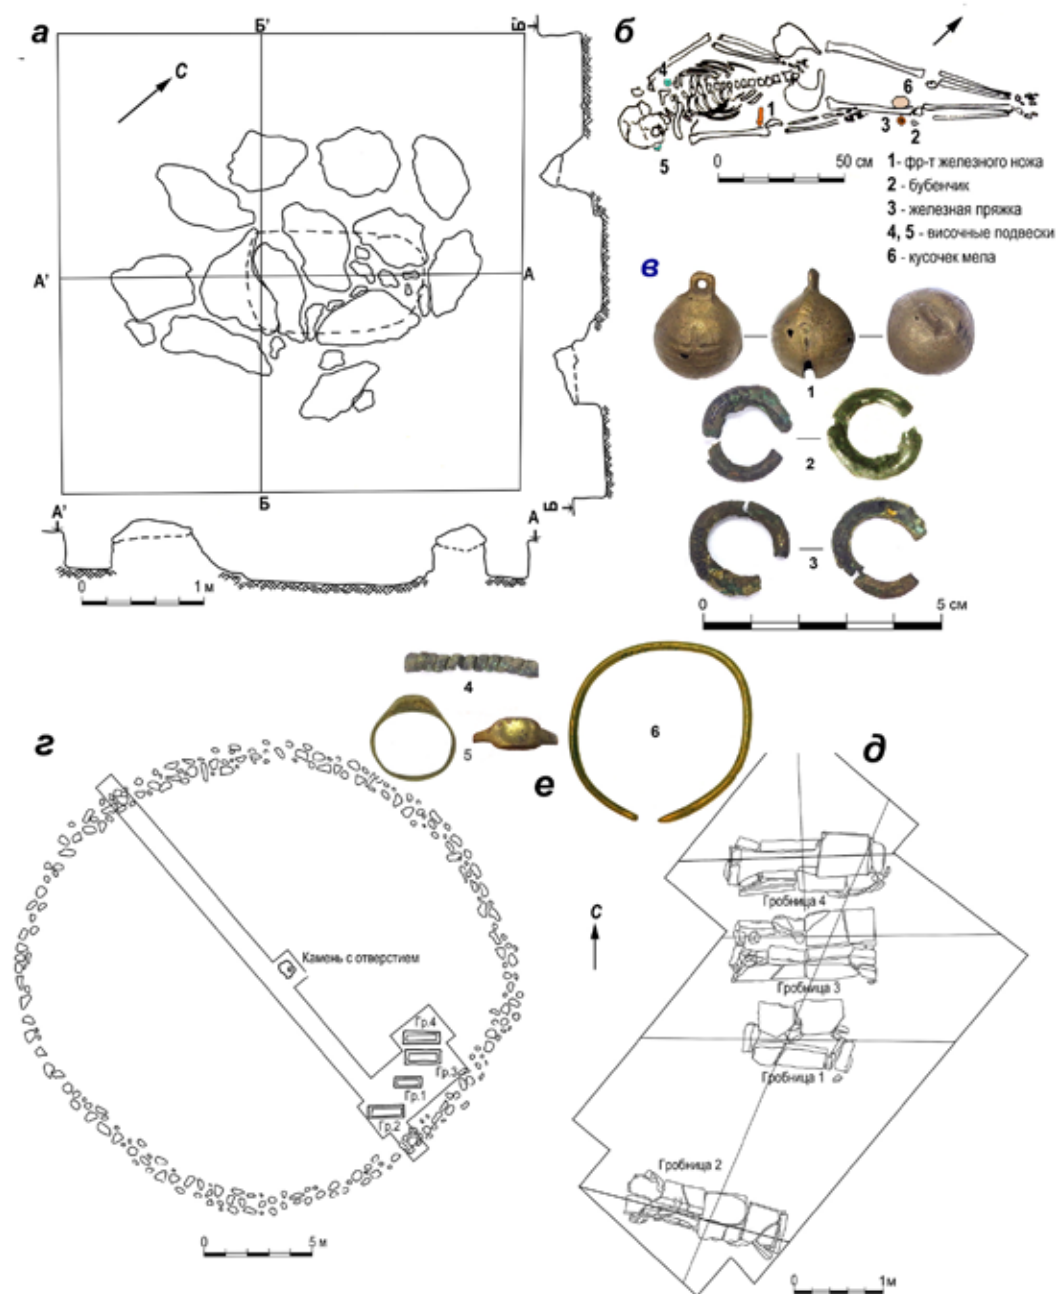 а
Б'
С
А'
А
Б
Б'
Б
А'
А
0 1 м
б
4
1
6
3
2
5
0 50 см
1- фр-т железного ножа
2 - бубенчик
3 - железная пряжка
4, 5 - височные подвески
6 - кусочек мела
в
1
2
3
0 5 см
4
5
6
г
Камень с отверстием
Гр.4
Гр.3
Гр.1
Гр.2
0 5 м
е
д
С
Гробница 4
Гробница 3
Гробница 1
Гробница 2
0 1м